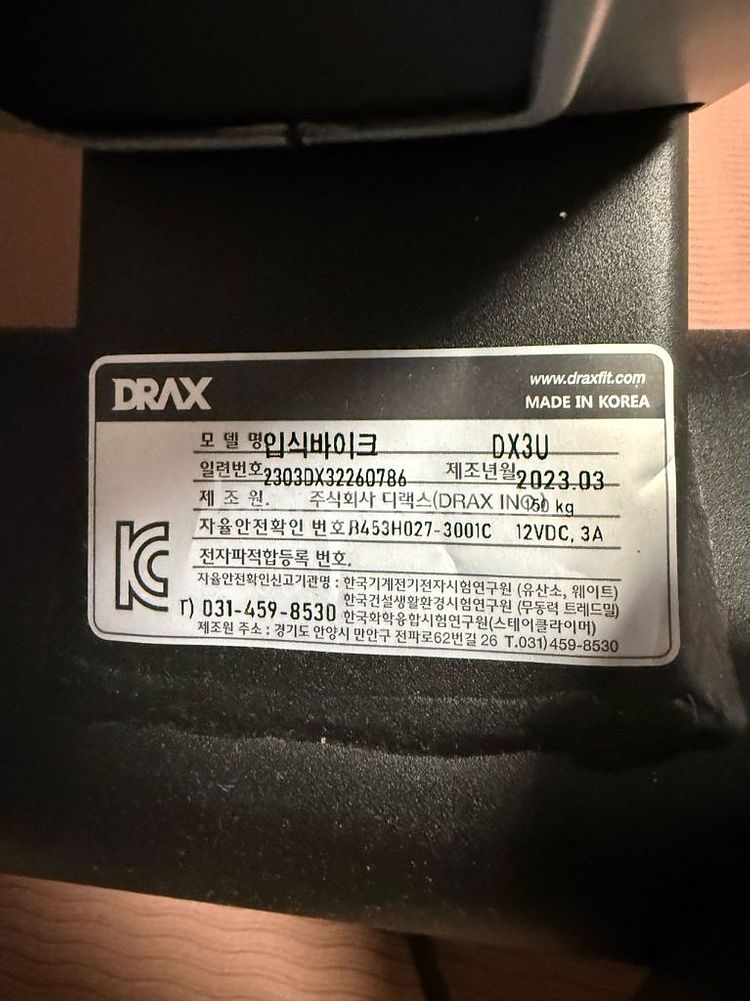 DRAX
www.draxfit.com
MADE IN KOREA
모 델 명 입식바이크 DX3U
일련번호 2303DX32260786 제조년월 2023.03
제 조 원. 주식회사 디랙스(DRAX INC.) 150 kg
자율안전확인 번호 B453H027-3001C 12VDC, 3A
전자파적합등록 번호.
자율안전확인신고기관명 : 한국기계전기전자시험연구원 (유산소, 웨이트)
한국건설생활환경시험연구원 (무동력 트레드밀)
T) 031-459-8530 한국화학융합시험연구원(스테이클라이머)
제조원 주소 : 경기도 안양시 만안구 전파로62번길 26 T.031)459-8530